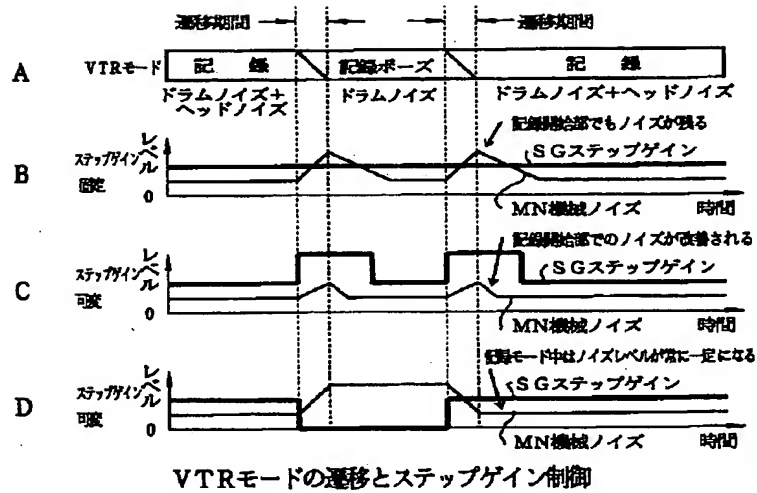 遷移期間 遷移期間
A VTRモード 記 録 記録ポーズ 記 録
ドラムノイズ+ ドラムノイズ ドラムノイズ+ヘッドノイズ
ヘッドノイズ
記録開始部でもノイズが残る
B ステップゲイン 固定 レベル 0 SGステップゲイン
MN機械ノイズ 時間
記録開始部でのノイズが改善される
C ステップゲイン 可変 レベル 0 SGステップゲイン
MN機械ノイズ 時間
記録モード中はノイズレベルが常に一定になる
D ステップゲイン 可変 レベル 0 SGステップゲイン
MN機械ノイズ 時間
VTRモードの遷移とステップゲイン制御